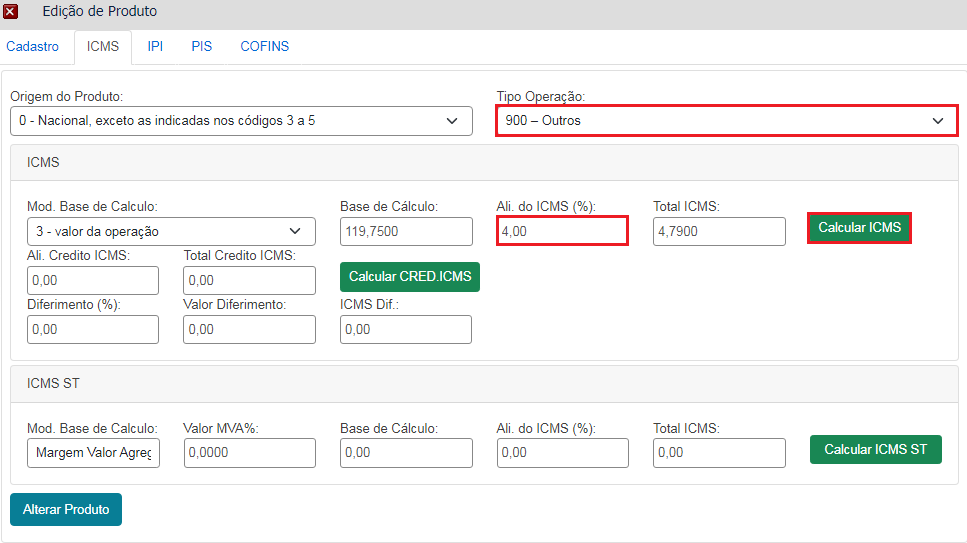 Edição de Produto
Cadastro ICMS IPI PIS COFINS
Origem do Produto: Tipo Operação:
0 - Nacional, exceto as indicadas nos códigos 3 a 5 900 – Outros
ICMS
Mod. Base de Calculo: Base de Cálculo: Ali. do ICMS (%): Total ICMS:
3 - valor da operação 119,7500 4,00 4,7900 Calcular ICMS
Ali. Credito ICMS: Total Credito ICMS:
0,00 0,00 Calcular CRED.ICMS
Diferimento (%): Valor Diferimento: ICMS Dif.:
0,00 0,00 0,00
ICMS ST
Mod. Base de Calculo: Valor MVA%: Base de Cálculo: Ali. do ICMS (%): Total ICMS:
Margem Valor Agreg 0,0000 0,00 0,00 0,00 Calcular ICMS ST
Alterar Produto